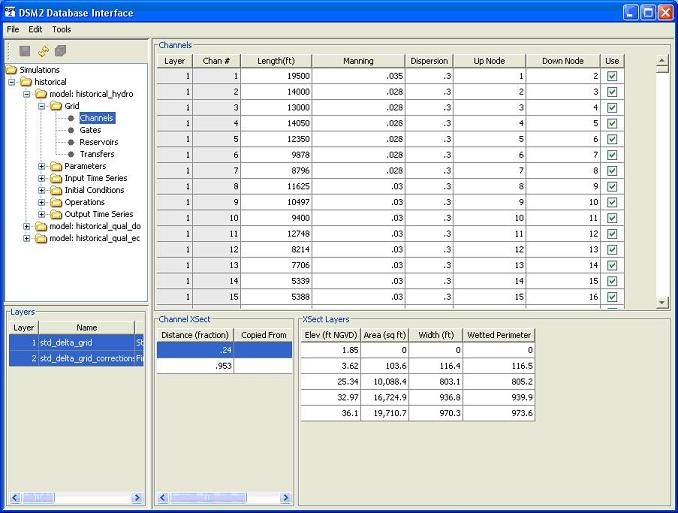 DSM2 Database Interface
File Edit Tools
Simulations
historical
model: historical_hydro
Grid
Channels
Gates
Reservoirs
Transfers
Parameters
Input Time Series
Initial Conditions
Operations
Output Time Series
model: historical_qual_do
model: historical_qual_ec
Channels
Layer Chan # Length(ft) Manning Dispersion Up Node Down Node Use
1 1 19500 .035 .3 1 2
1 2 14000 .028 .3 2 3
1 3 13000 .028 .3 3 4
1 4 14050 .028 .3 4 5
1 5 12350 .028 .3 5 6
1 6 9878 .028 .3 6 7
1 7 8796 .028 .3 7 8
1 8 11625 .03 .3 8 9
1 9 10497 .03 .3 9 10
1 10 9400 .03 .3 10 11
1 11 12748 .03 .3 11 12
1 12 8214 .03 .3 12 13
1 13 7706 .03 .3 13 14
1 14 5339 .03 .3 14 15
1 15 5388 .03 .3 15 16
Layers
Layer Name
1 std_delta_grid St
2 std_delta_grid_corrections Fi
Channel XSect
Distance (fraction) Copied From
.24
.953
XSect Layers
Elev (ft NGVD) Area (sq ft) Width (ft) Wetted Perimeter
1.85 0 0 0
3.62 103.6 116.4 116.5
25.34 10,088.4 803.1 805.2
32.97 16,724.9 936.8 939.9
36.1 19,710.7 970.3 973.6